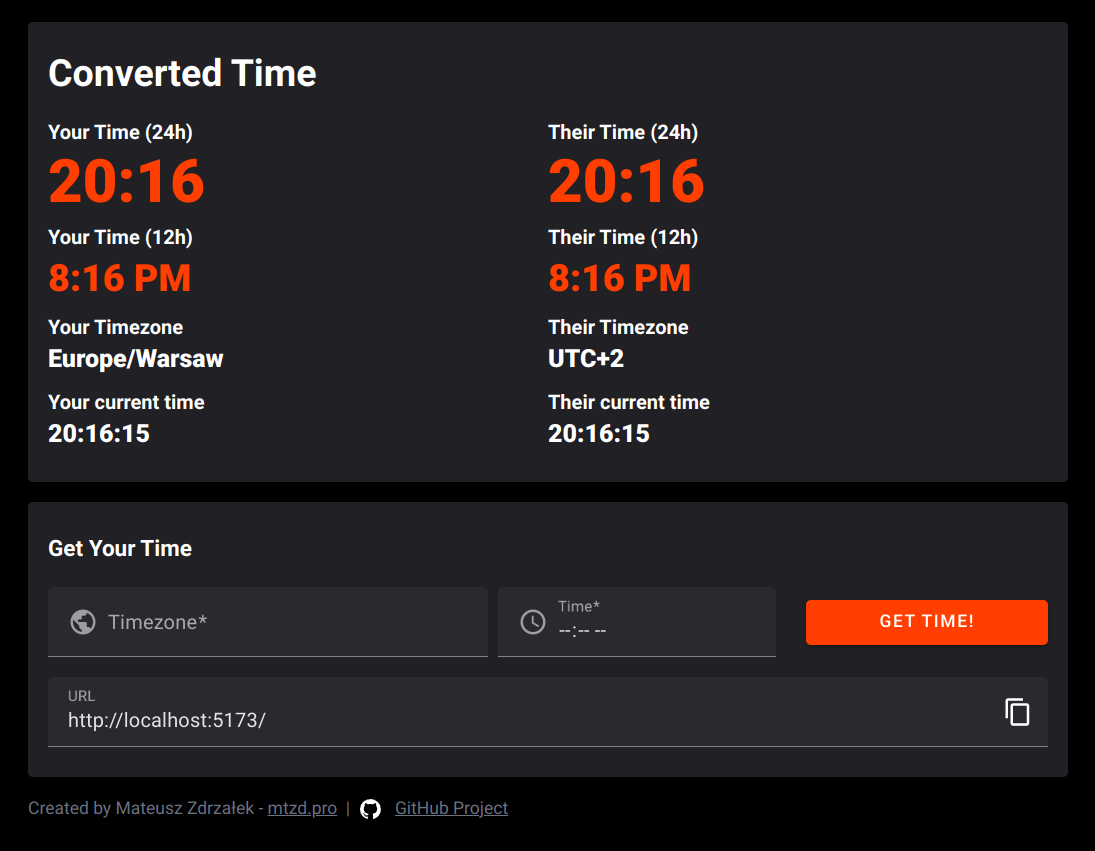 Converted Time
Your Time (24h)
20:16
Your Time (12h)
8:16 PM
Your Timezone
Europe/Warsaw
Your current time
20:16:15
Their Time (24h)
20:16
Their Time (12h)
8:16 PM
Their Timezone
UTC+2
Their current time
20:16:15
Get Your Time
Timezone*
Time*
--:-- --
GET TIME!
URL
http://localhost:5173/
Created by Mateusz Zdrzałek - mtzd.pro | GitHub Project